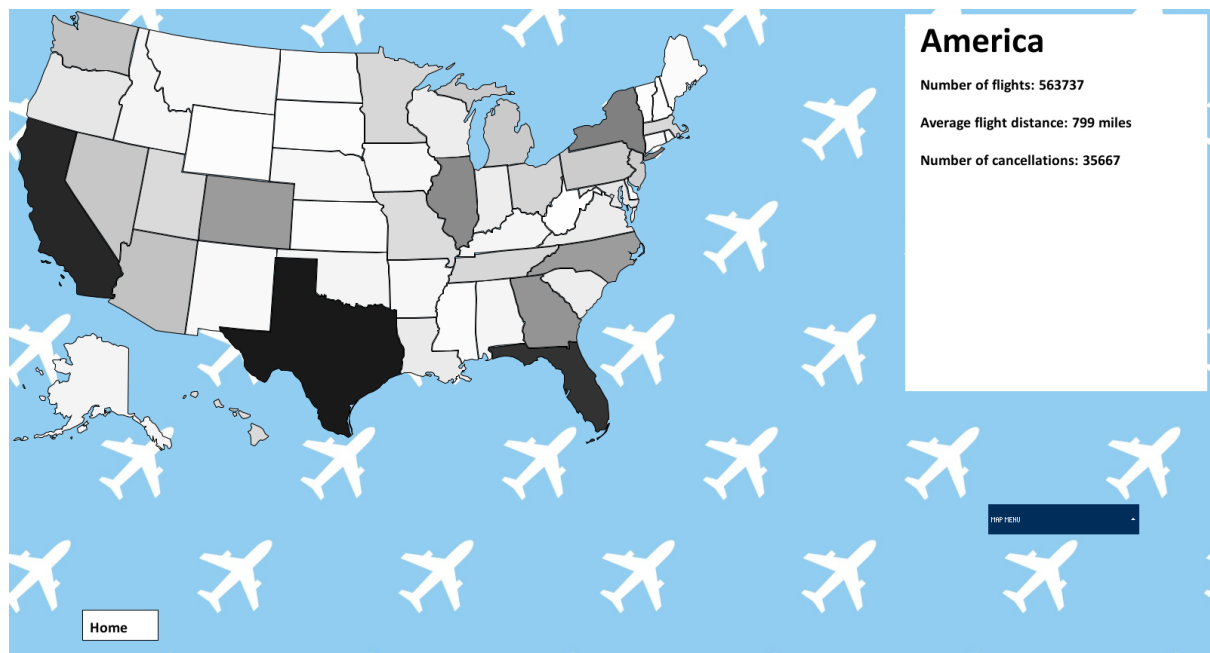 America
Number of flights: 563737
Average flight distance: 799 miles
Number of cancellations: 35667
MAP MENU
Home